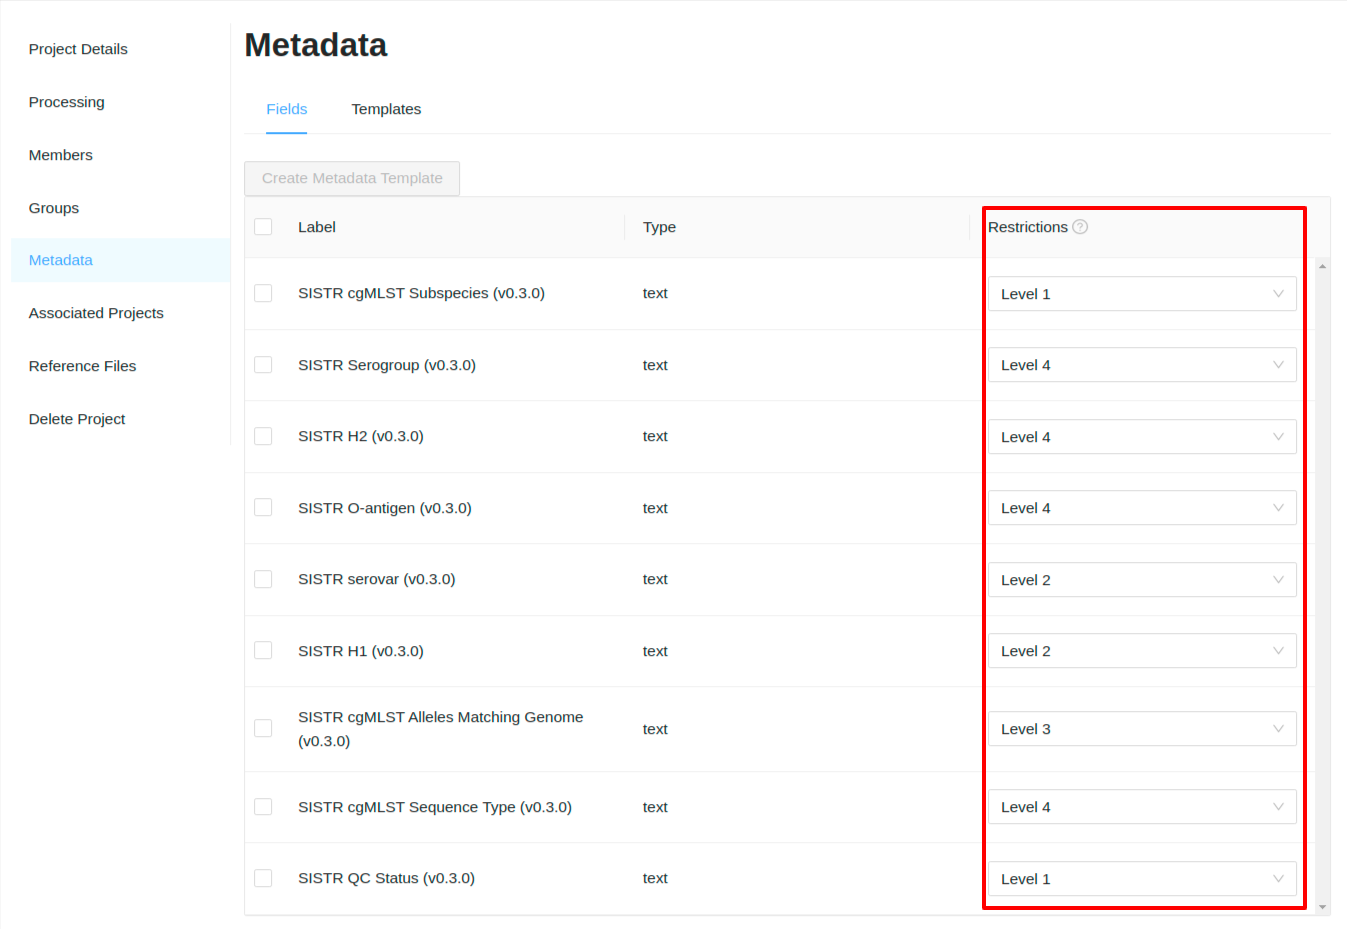 Project Details
Processing
Members
Groups
Metadata
Associated Projects
Reference Files
Delete Project
Metadata
Fields Templates
Create Metadata Template
Label Type Restrictions ?
SISTR cgMLST Subspecies (v0.3.0) text Level 1
SISTR Serogroup (v0.3.0) text Level 4
SISTR H2 (v0.3.0) text Level 4
SISTR O-antigen (v0.3.0) text Level 4
SISTR serovar (v0.3.0) text Level 2
SISTR H1 (v0.3.0) text Level 2
SISTR cgMLST Alleles Matching Genome
(v0.3.0) text Level 3
SISTR cgMLST Sequence Type (v0.3.0) text Level 4
SISTR QC Status (v0.3.0) text Level 1